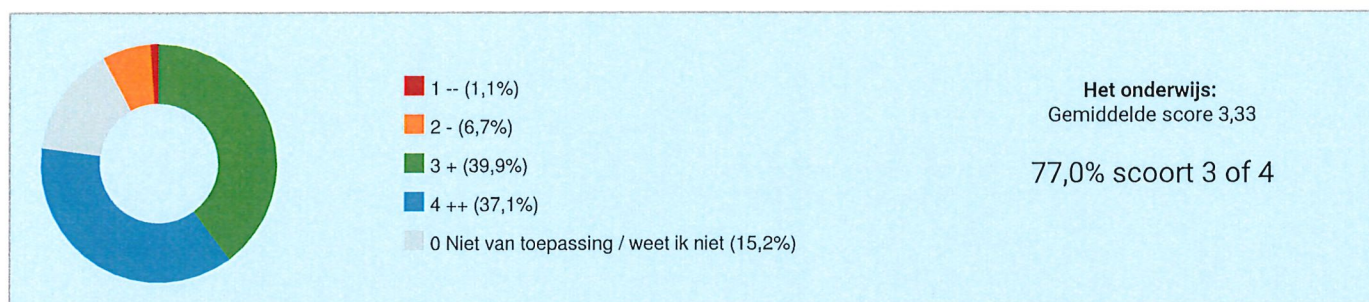 1 -- (1,1%)
2 - (6,7%)
3 + (39,9%)
4 ++ (37,1%)
0 Niet van toepassing / weet ik niet (15,2%)
Het onderwijs:
Gemiddelde score 3,33
77,0% scoort 3 of 4